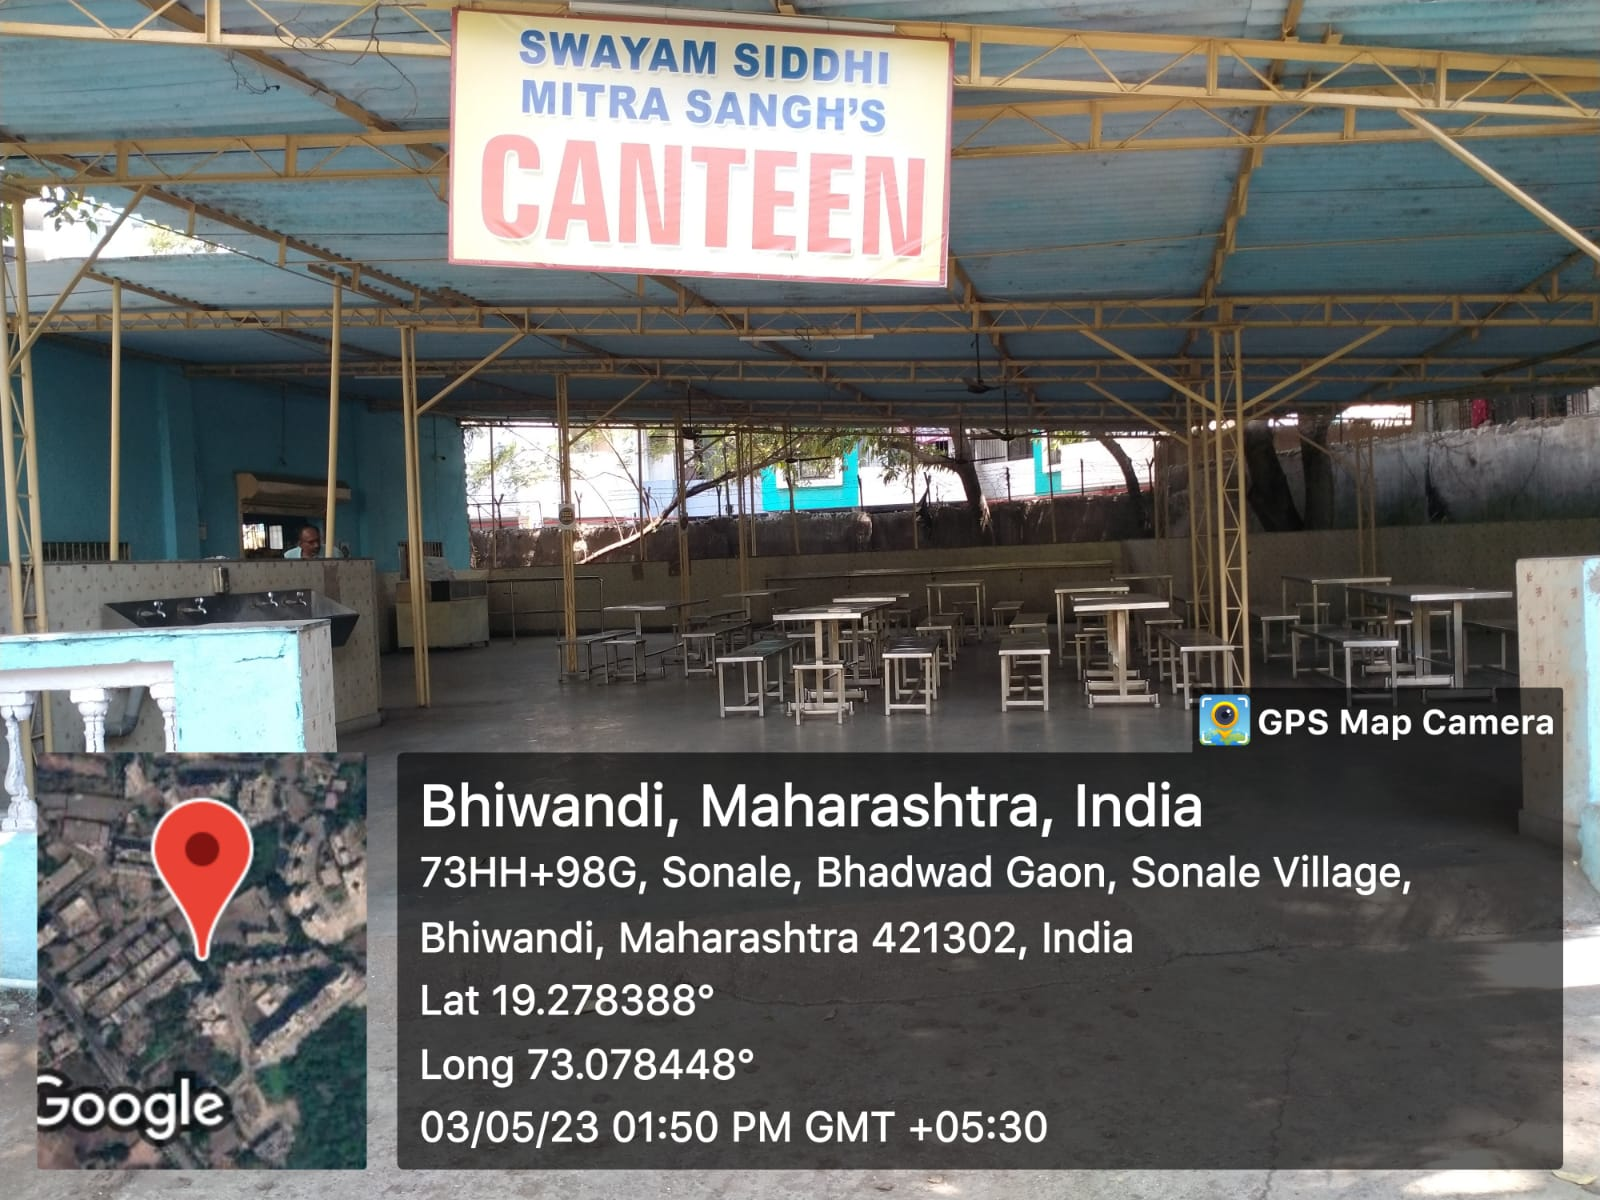 SWAYAM SIDDHI
MITRA SANGH'S
CANTEEN
GPS Map Camera
Bhiwandi, Maharashtra, India
73HH+98G, Sonale, Bhadwad Gaon, Sonale Village,
Bhiwandi, Maharashtra 421302, India
Lat 19.278388°
Long 73.078448°
03/05/23 01:50 PM GMT +05:30
Google